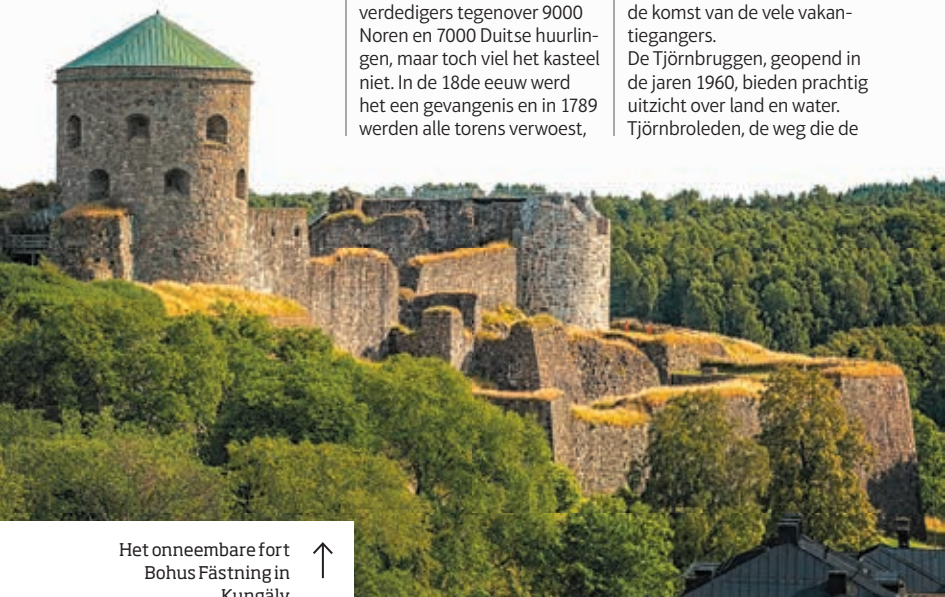 verdedigers tegenover 9000
Noren en 7000 Duitse huurlin-
gen, maar toch viel het kasteel
niet. In de 18de eeuw werd
het een gevangenis en in 1789
werden alle torens verwoest,
de komst van de vele vakan-
tiegangers.
De Tjörnbruggen, geopend in
de jaren 1960, bieden prachtig
uitzicht over land en water.
Tjörnbroleden, de weg die de
Het onneembare fort
Bohus Fästning in
Kungälv